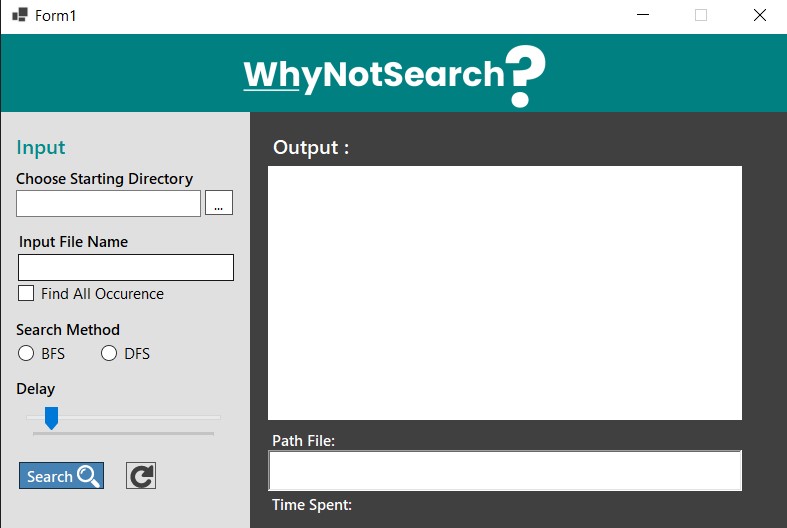 Form1
WhyNotSearch?
Input
Choose Starting Directory
...
Input File Name
Find All Occurence
Search Method
BFS DFS
Delay
Search
Output :
Path File:
Time Spent: